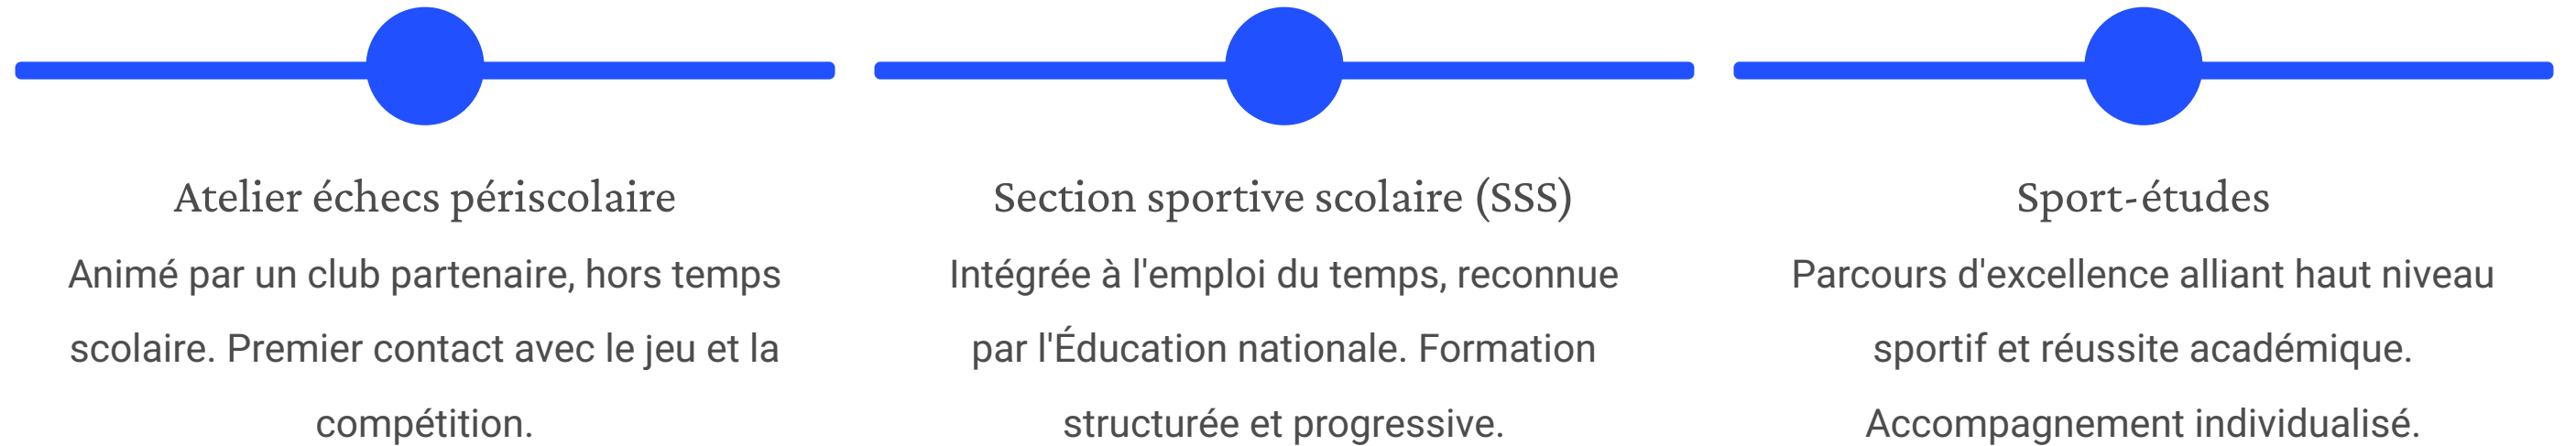 Atelier échecs périscolaire
Animé par un club partenaire, hors temps
scolaire. Premier contact avec le jeu et la
compétition.
Section sportive scolaire (SSS)
Intégrée à l'emploi du temps, reconnue
par l'Éducation nationale. Formation
structurée et progressive.
Sport-études
Parcours d'excellence alliant haut niveau
sportif et réussite académique.
Accompagnement individualisé.